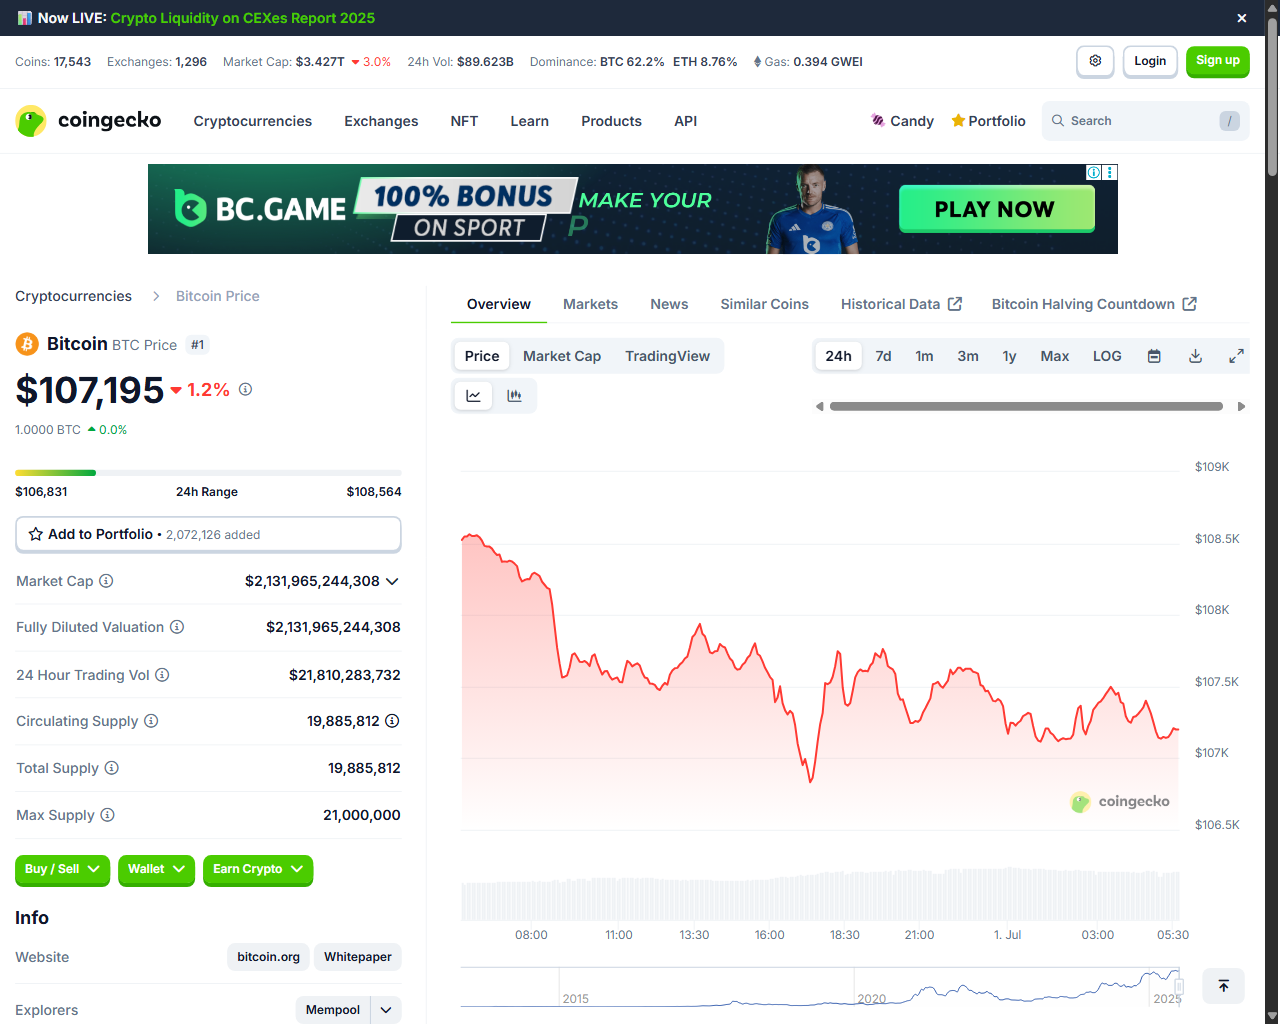 Now LIVE: Crypto Liquidity on CEXes Report 2025
Coins: 17,543 Exchanges: 1,296 Market Cap: $3.427T 3.0% 24h Vol: $89.623B Dominance: BTC 62.2% ETH 8.76% Gas: 0.394 GWEI
Login
Sign up
coingecko
Cryptocurrencies Exchanges NFT Learn Products API
Candy Portfolio
Search /
BC.GAME
100% BONUS
ON SPORT
MAKE YOUR
P
PLAY NOW
Cryptocurrencies > Bitcoin Price
Bitcoin BTC Price #1
$107,195 1.2%
1.0000 BTC 0.0%
$106,831 24h Range $108,564
Add to Portfolio • 2,072,126 added
Market Cap $2,131,965,244,308
Fully Diluted Valuation $2,131,965,244,308
24 Hour Trading Vol $21,810,283,732
Circulating Supply 19,885,812
Total Supply 19,885,812
Max Supply 21,000,000
Buy / Sell Wallet Earn Crypto
Info
Website bitcoin.org Whitepaper
Explorers Mempool
Overview Markets News Similar Coins Historical Data Bitcoin Halving Countdown
Price Market Cap TradingView
24h 7d 1m 3m 1y Max LOG
$109K
$108.5K
$108K
$107.5K
$107K
$106.5K
coingecko
08:00 11:00 13:30 16:00 18:30 21:00 1. Jul 03:00 05:30
2015 2020 2025